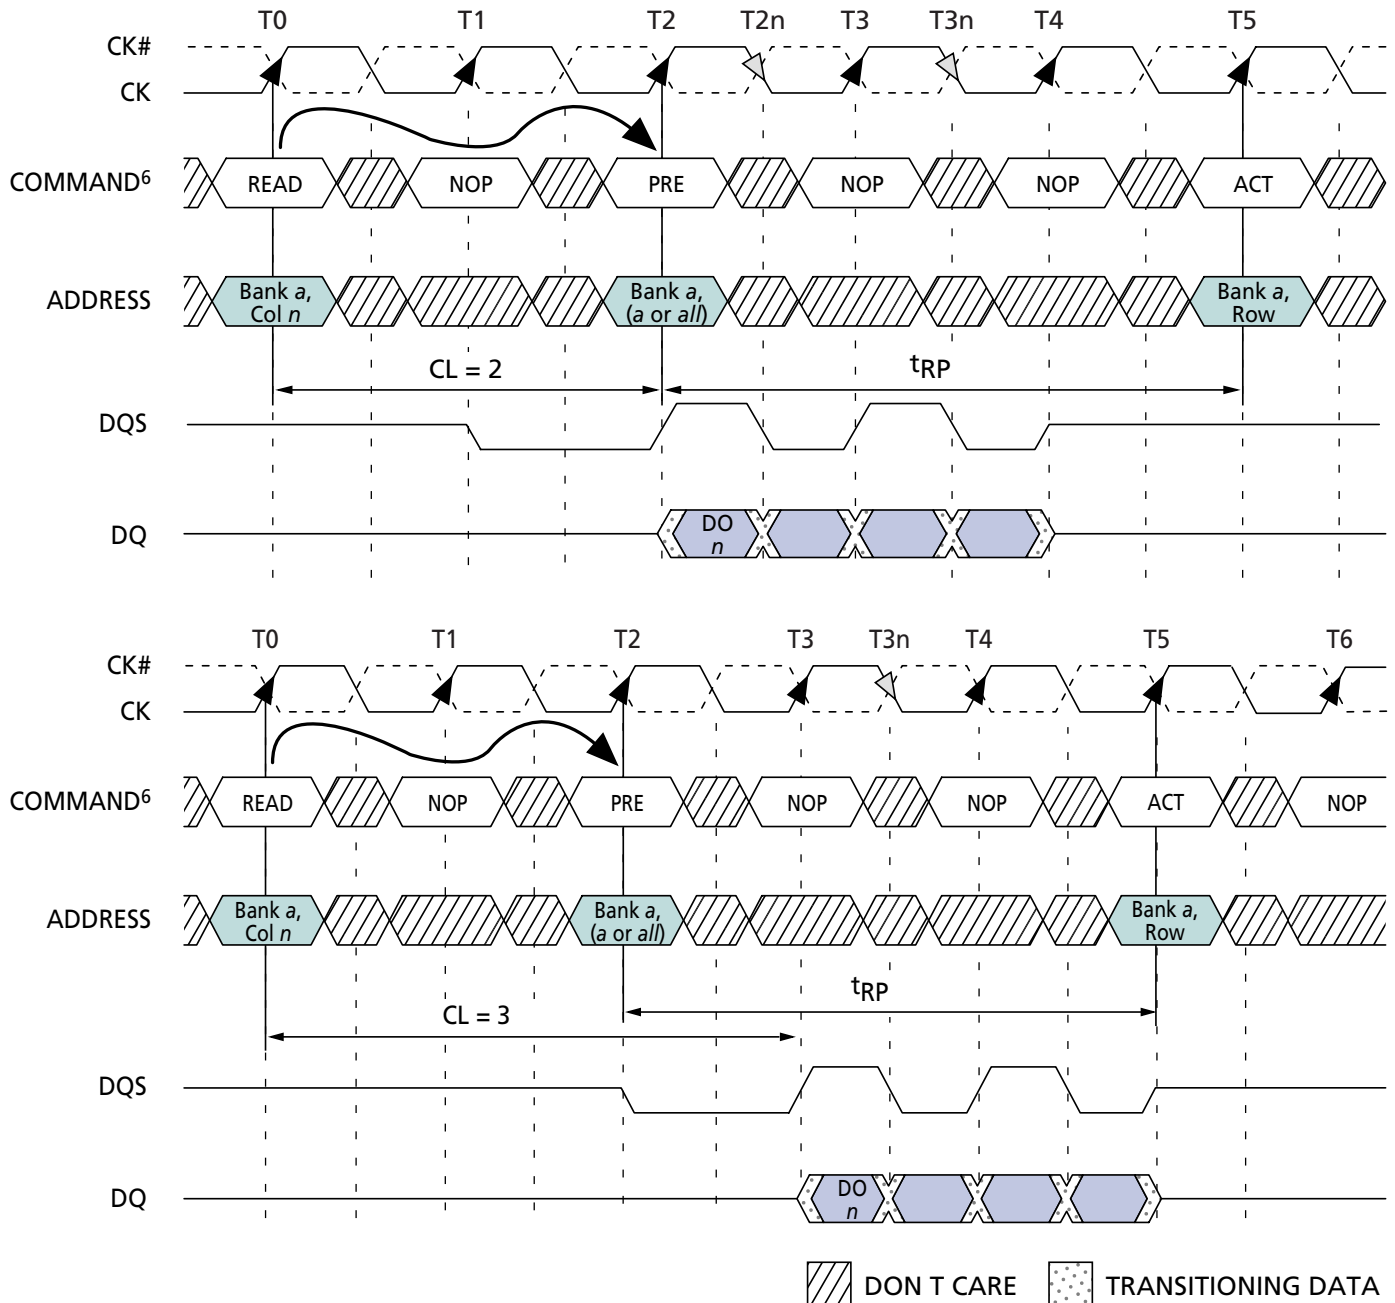 T0 T1 T2 T2n T3 T3n T4 T5
CK#
CK
COMMAND6 READ NOP PRE NOP NOP ACT
ADDRESS Bank a, Col n Bank a, (a or all) Bank a, Row
CL = 2 tRP
DQS
DQ DO n
T0 T1 T2 T3 T3n T4 T5 T6
CK#
CK
COMMAND6 READ NOP PRE NOP NOP ACT NOP
ADDRESS Bank a, Col n Bank a, (a or all) Bank a, Row
tRP
CL = 3
DQS
DQ DO n
DON T CARE TRANSITIONING DATA